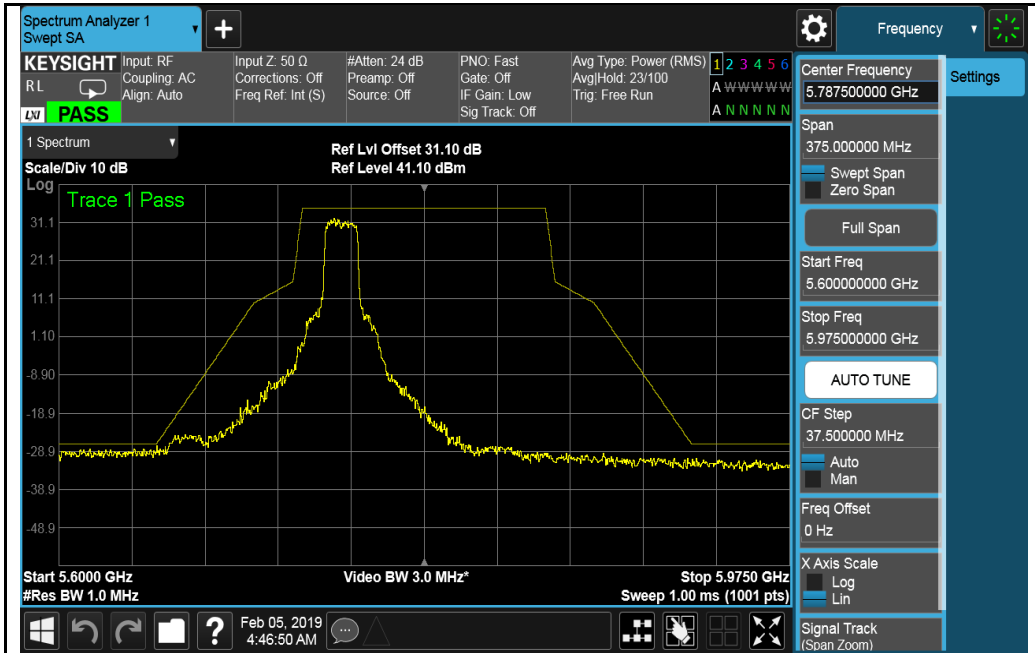 Spectrum Analyzer 1
Swept SA
Frequency
KEYSIGHT
R L
LXI
PASS
Input: RF
Coupling: AC
Align: Auto
Input Z: 50 Ω
Corrections: Off
Freq Ref: Int (S)
#Atten: 24 dB
Preamp: Off
Source: Off
PNO: Fast
Gate: Off
IF Gain: Low
Sig Track: Off
Avg Type: Power (RMS)
Avg|Hold: 23/100
Trig: Free Run
1 2 3 4 5 6
A W W W W W
A N N N N N
1 Spectrum
Scale/Div 10 dB
Ref Lvl Offset 31.10 dB
Ref Level 41.10 dBm
Log
Trace 1 Pass
31.1
21.1
11.1
1.10
-8.90
-18.9
-28.9
-38.9
-48.9
Start 5.6000 GHz
#Res BW 1.0 MHz
Video BW 3.0 MHz*
Stop 5.9750 GHz
Sweep 1.00 ms (1001 pts)
Feb 05, 2019
4:46:50 AM
Center Frequency
5.787500000 GHz
Span
375.000000 MHz
Swept Span
Zero Span
Full Span
Start Freq
5.600000000 GHz
Stop Freq
5.975000000 GHz
AUTO TUNE
CF Step
37.500000 MHz
Auto
Man
Freq Offset
0 Hz
X Axis Scale
Log
Lin
Signal Track
(Span Zoom)
Settings